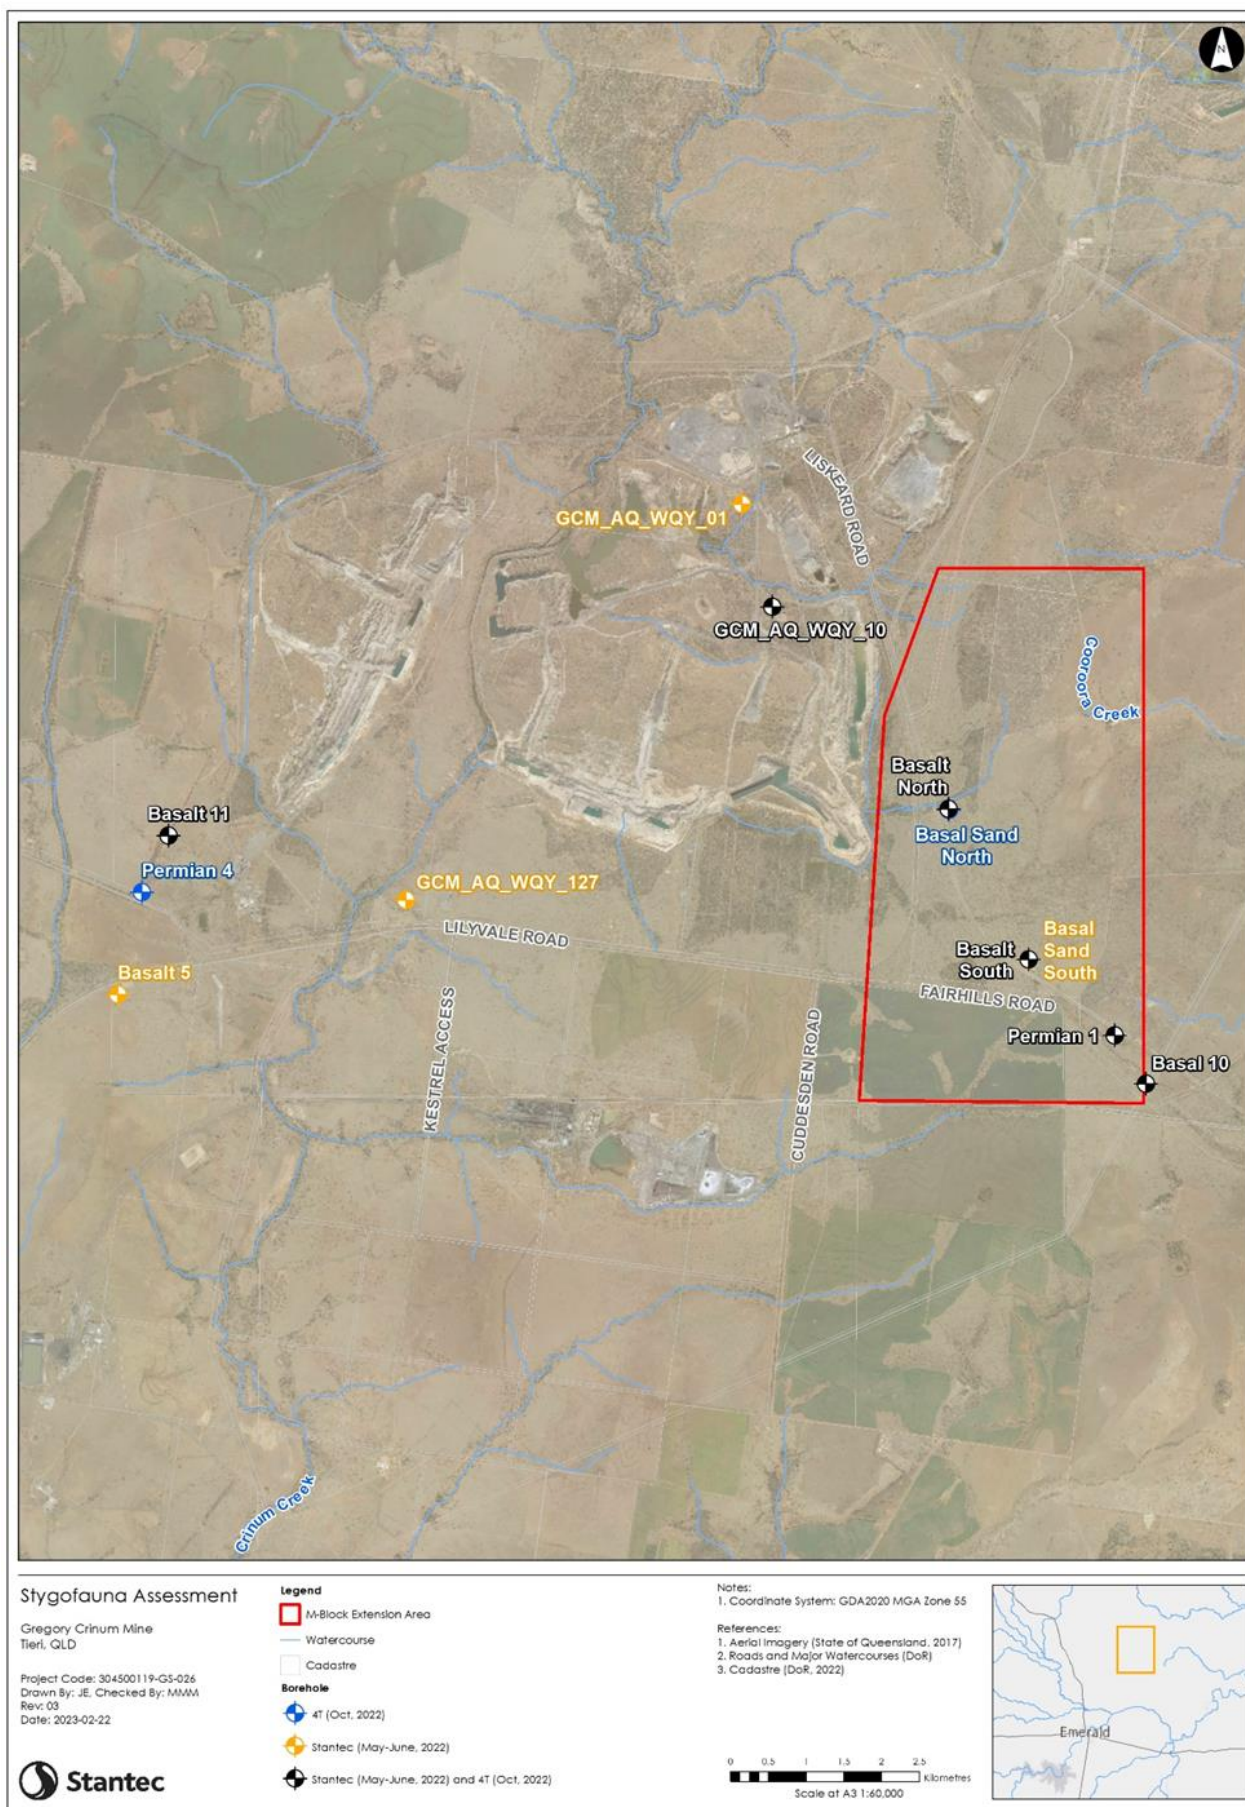 N
LISKEARD ROAD
GCM_AQ_WQY_01
GCM_AQ_WQY_10
Cooroora Creek
Basalt
North
Basal Sand
North
Basalt 11
Permian 4
GCM_AQ_WQY_127
LILYVALE ROAD
Basalt 5
Basalt
South
Basal
Sand
South
FAIRHILLS ROAD
Permian 1
Basal 10
KESTREL ACCESS
CUDDESDEN ROAD
Crinum Creek
Stygofauna Assessment
Gregory Crinum Mine
Tieri, QLD
Project Code: 304500119-GS-026
Drawn By: JE, Checked By: MMM
Rev: 03
Date: 2023-02-22
Stantec
Legend
M-Block Extension Area
Watercourse
Cadastre
Borehole
4T (Oct, 2022)
Stantec (May-June, 2022)
Stantec (May-June, 2022) and 4T (Oct, 2022)
Notes:
1. Coordinate System: GDA2020 MGA Zone 55
References:
1. Aerial Imagery (State of Queensland, 2017)
2. Roads and Major Watercourses (DoR)
3. Cadastre (DoR, 2022)
0 0.5 1 1.5 2 2.5
Kilometres
Scale at A3 1:60,000
Emerald